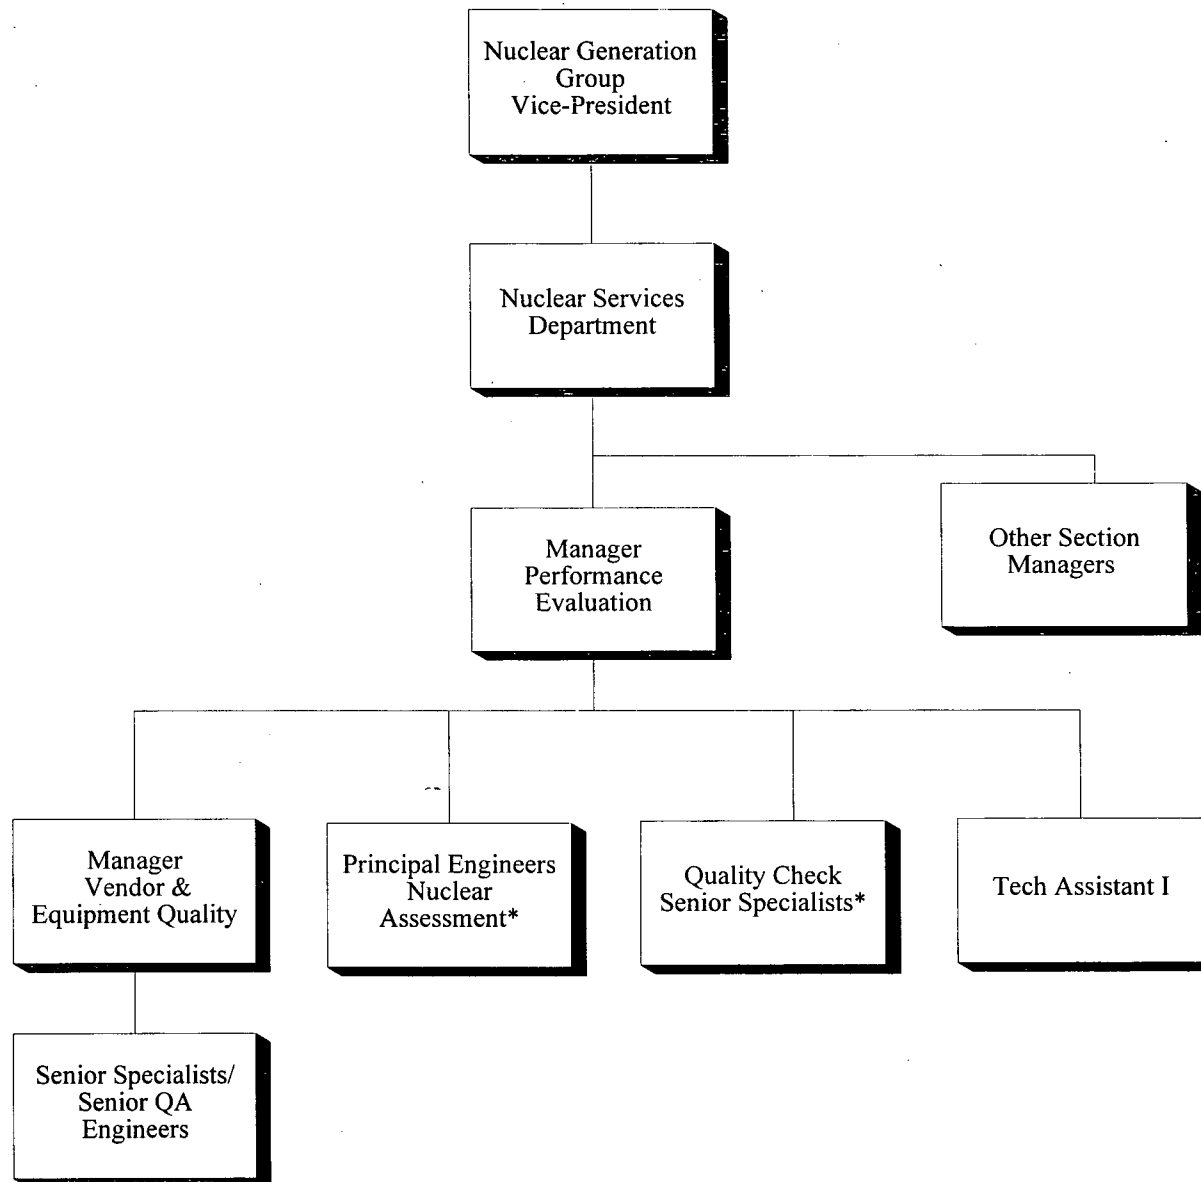 Nuclear Generation
Group
Vice-President
Nuclear Services
Department
Manager
Performance
Evaluation
Other Section
Managers
Manager
Vendor &
Equipment Quality
Principal Engineers
Nuclear
Assessment*
Quality Check
Senior Specialists*
Tech Assistant I
Senior Specialists/
Senior QA
Engineers